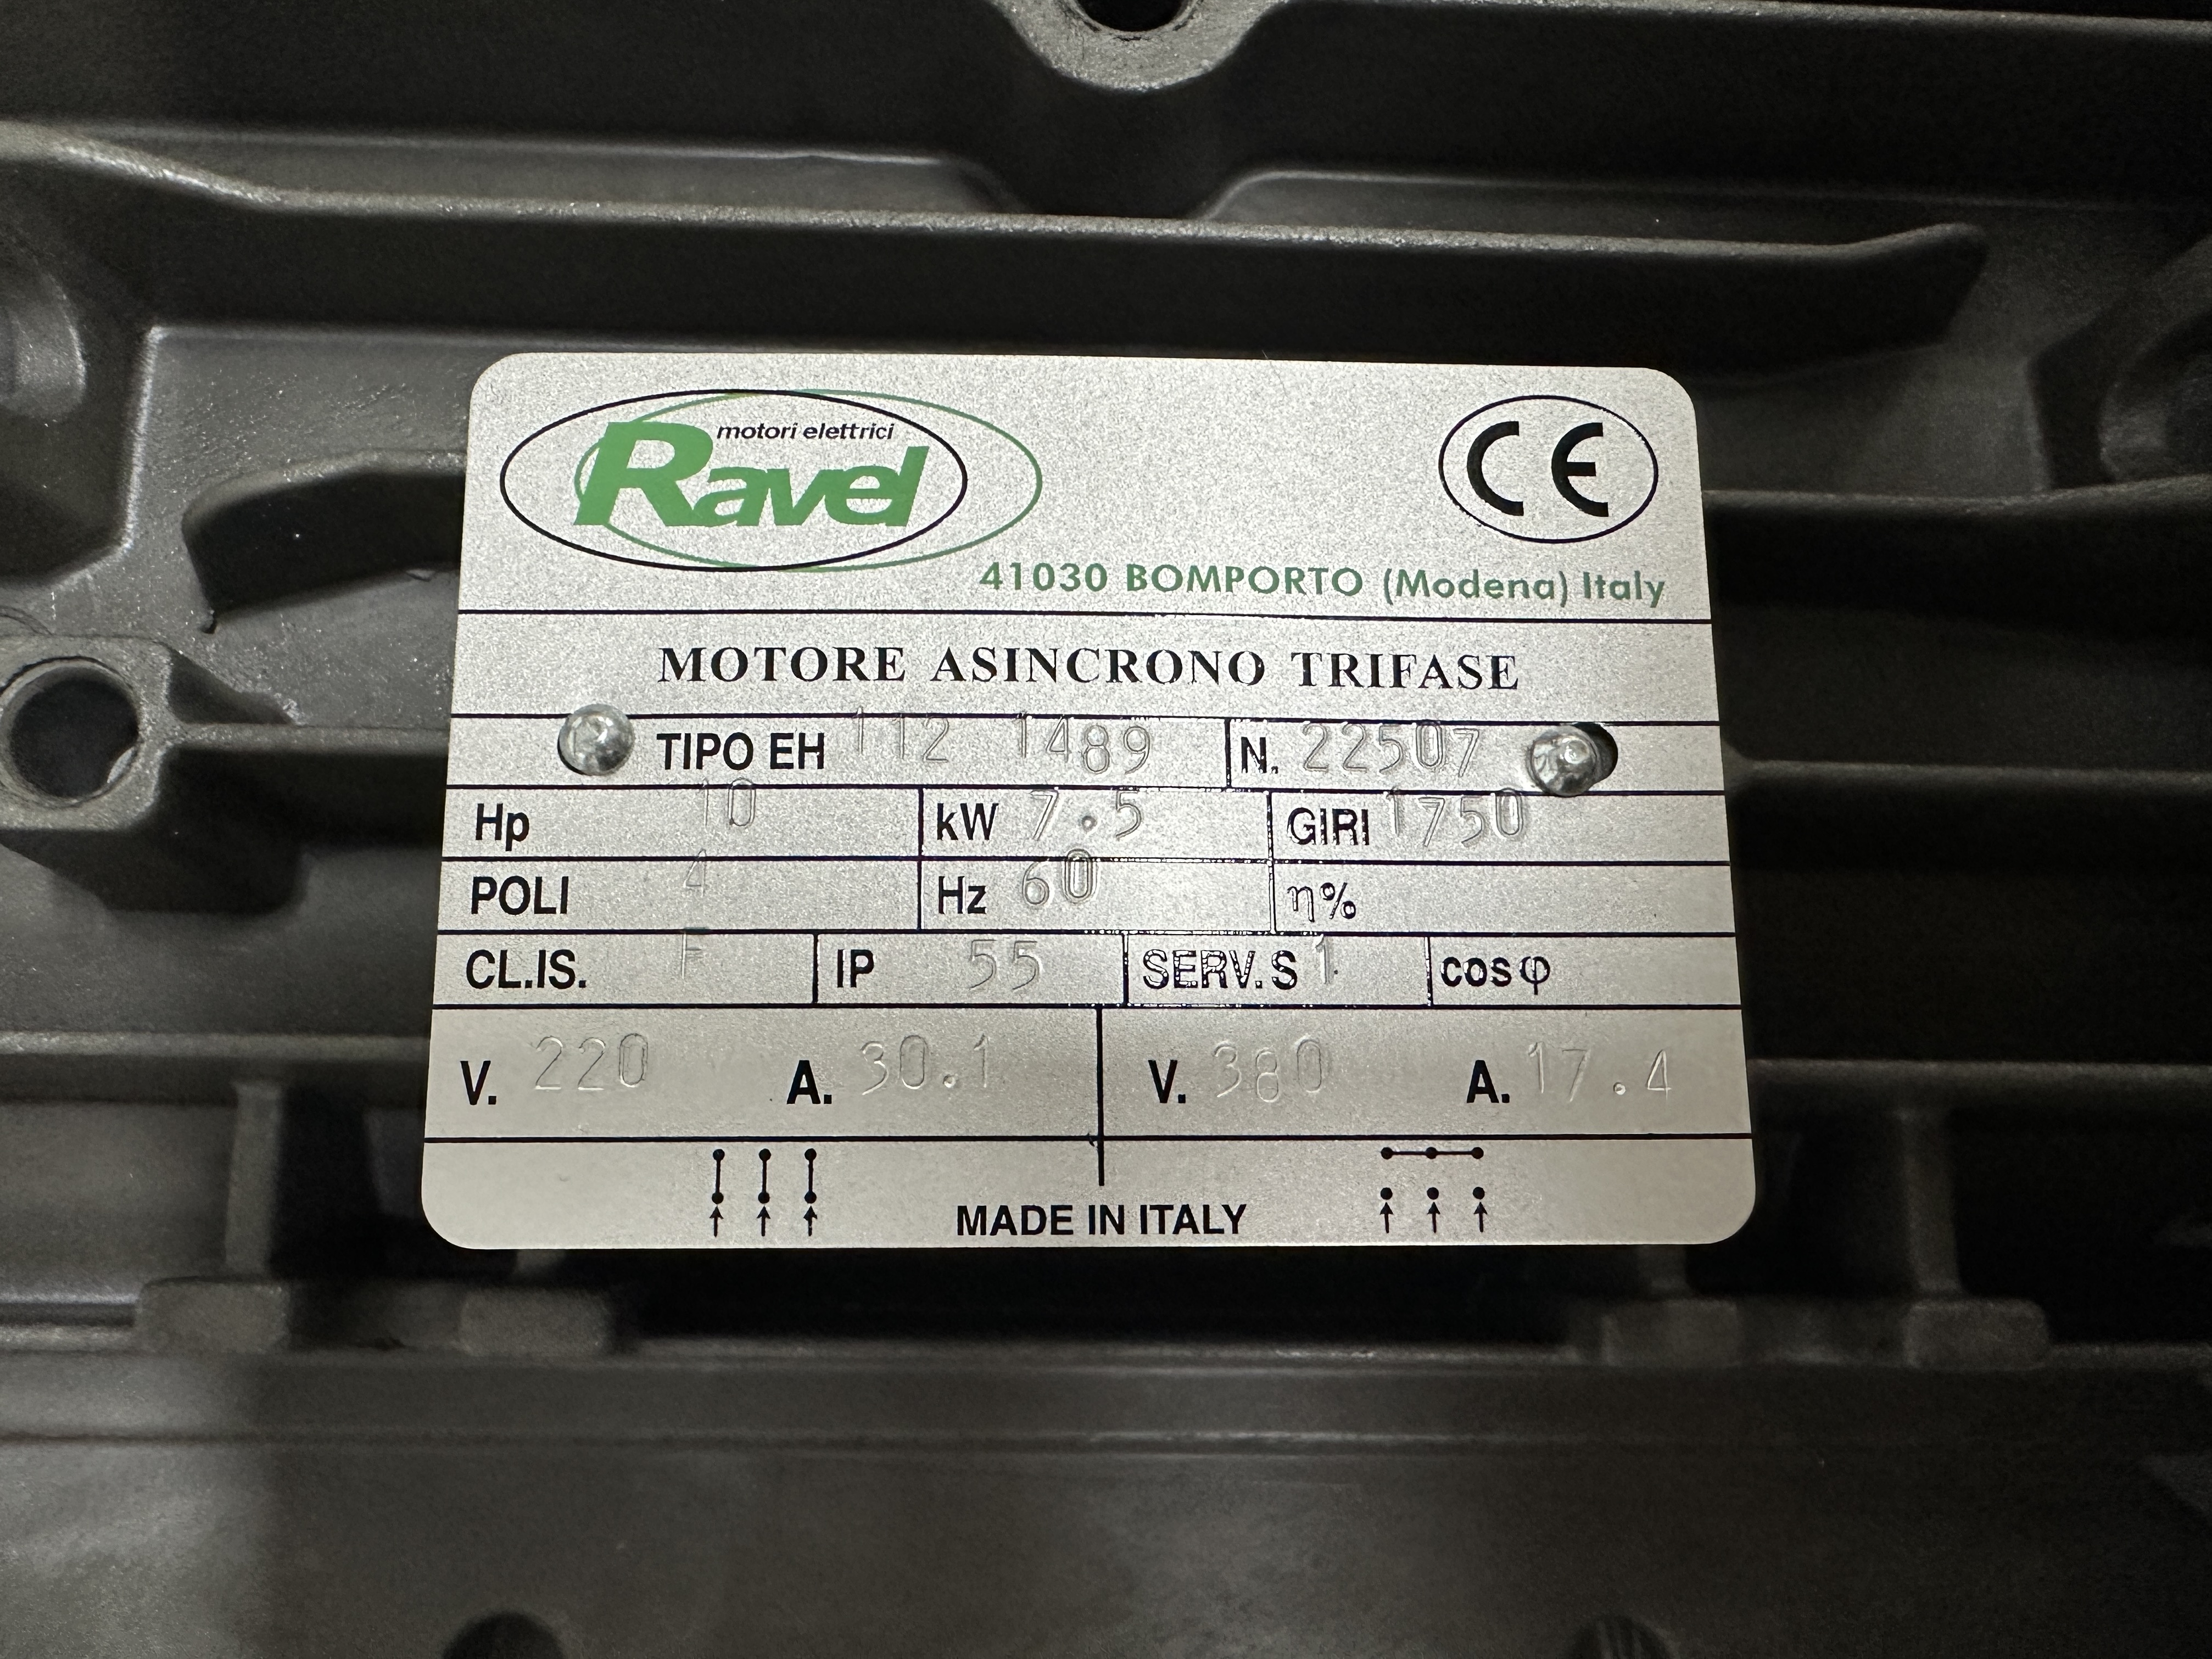 motori elettrici
Ravel
CE
41030 BOMPORTO (Modena) Italy
MOTORE ASINCRONO TRIFASE
TIPO EH 112 1489 N. 22507
Hp 10 kW 7.5 GIRI 1750
POLI 4 Hz 60 η%
CL.IS. F IP 55 SERV.S 1 cosφ
V. 220 A. 30.1 V. 380 A. 17.4
MADE IN ITALY